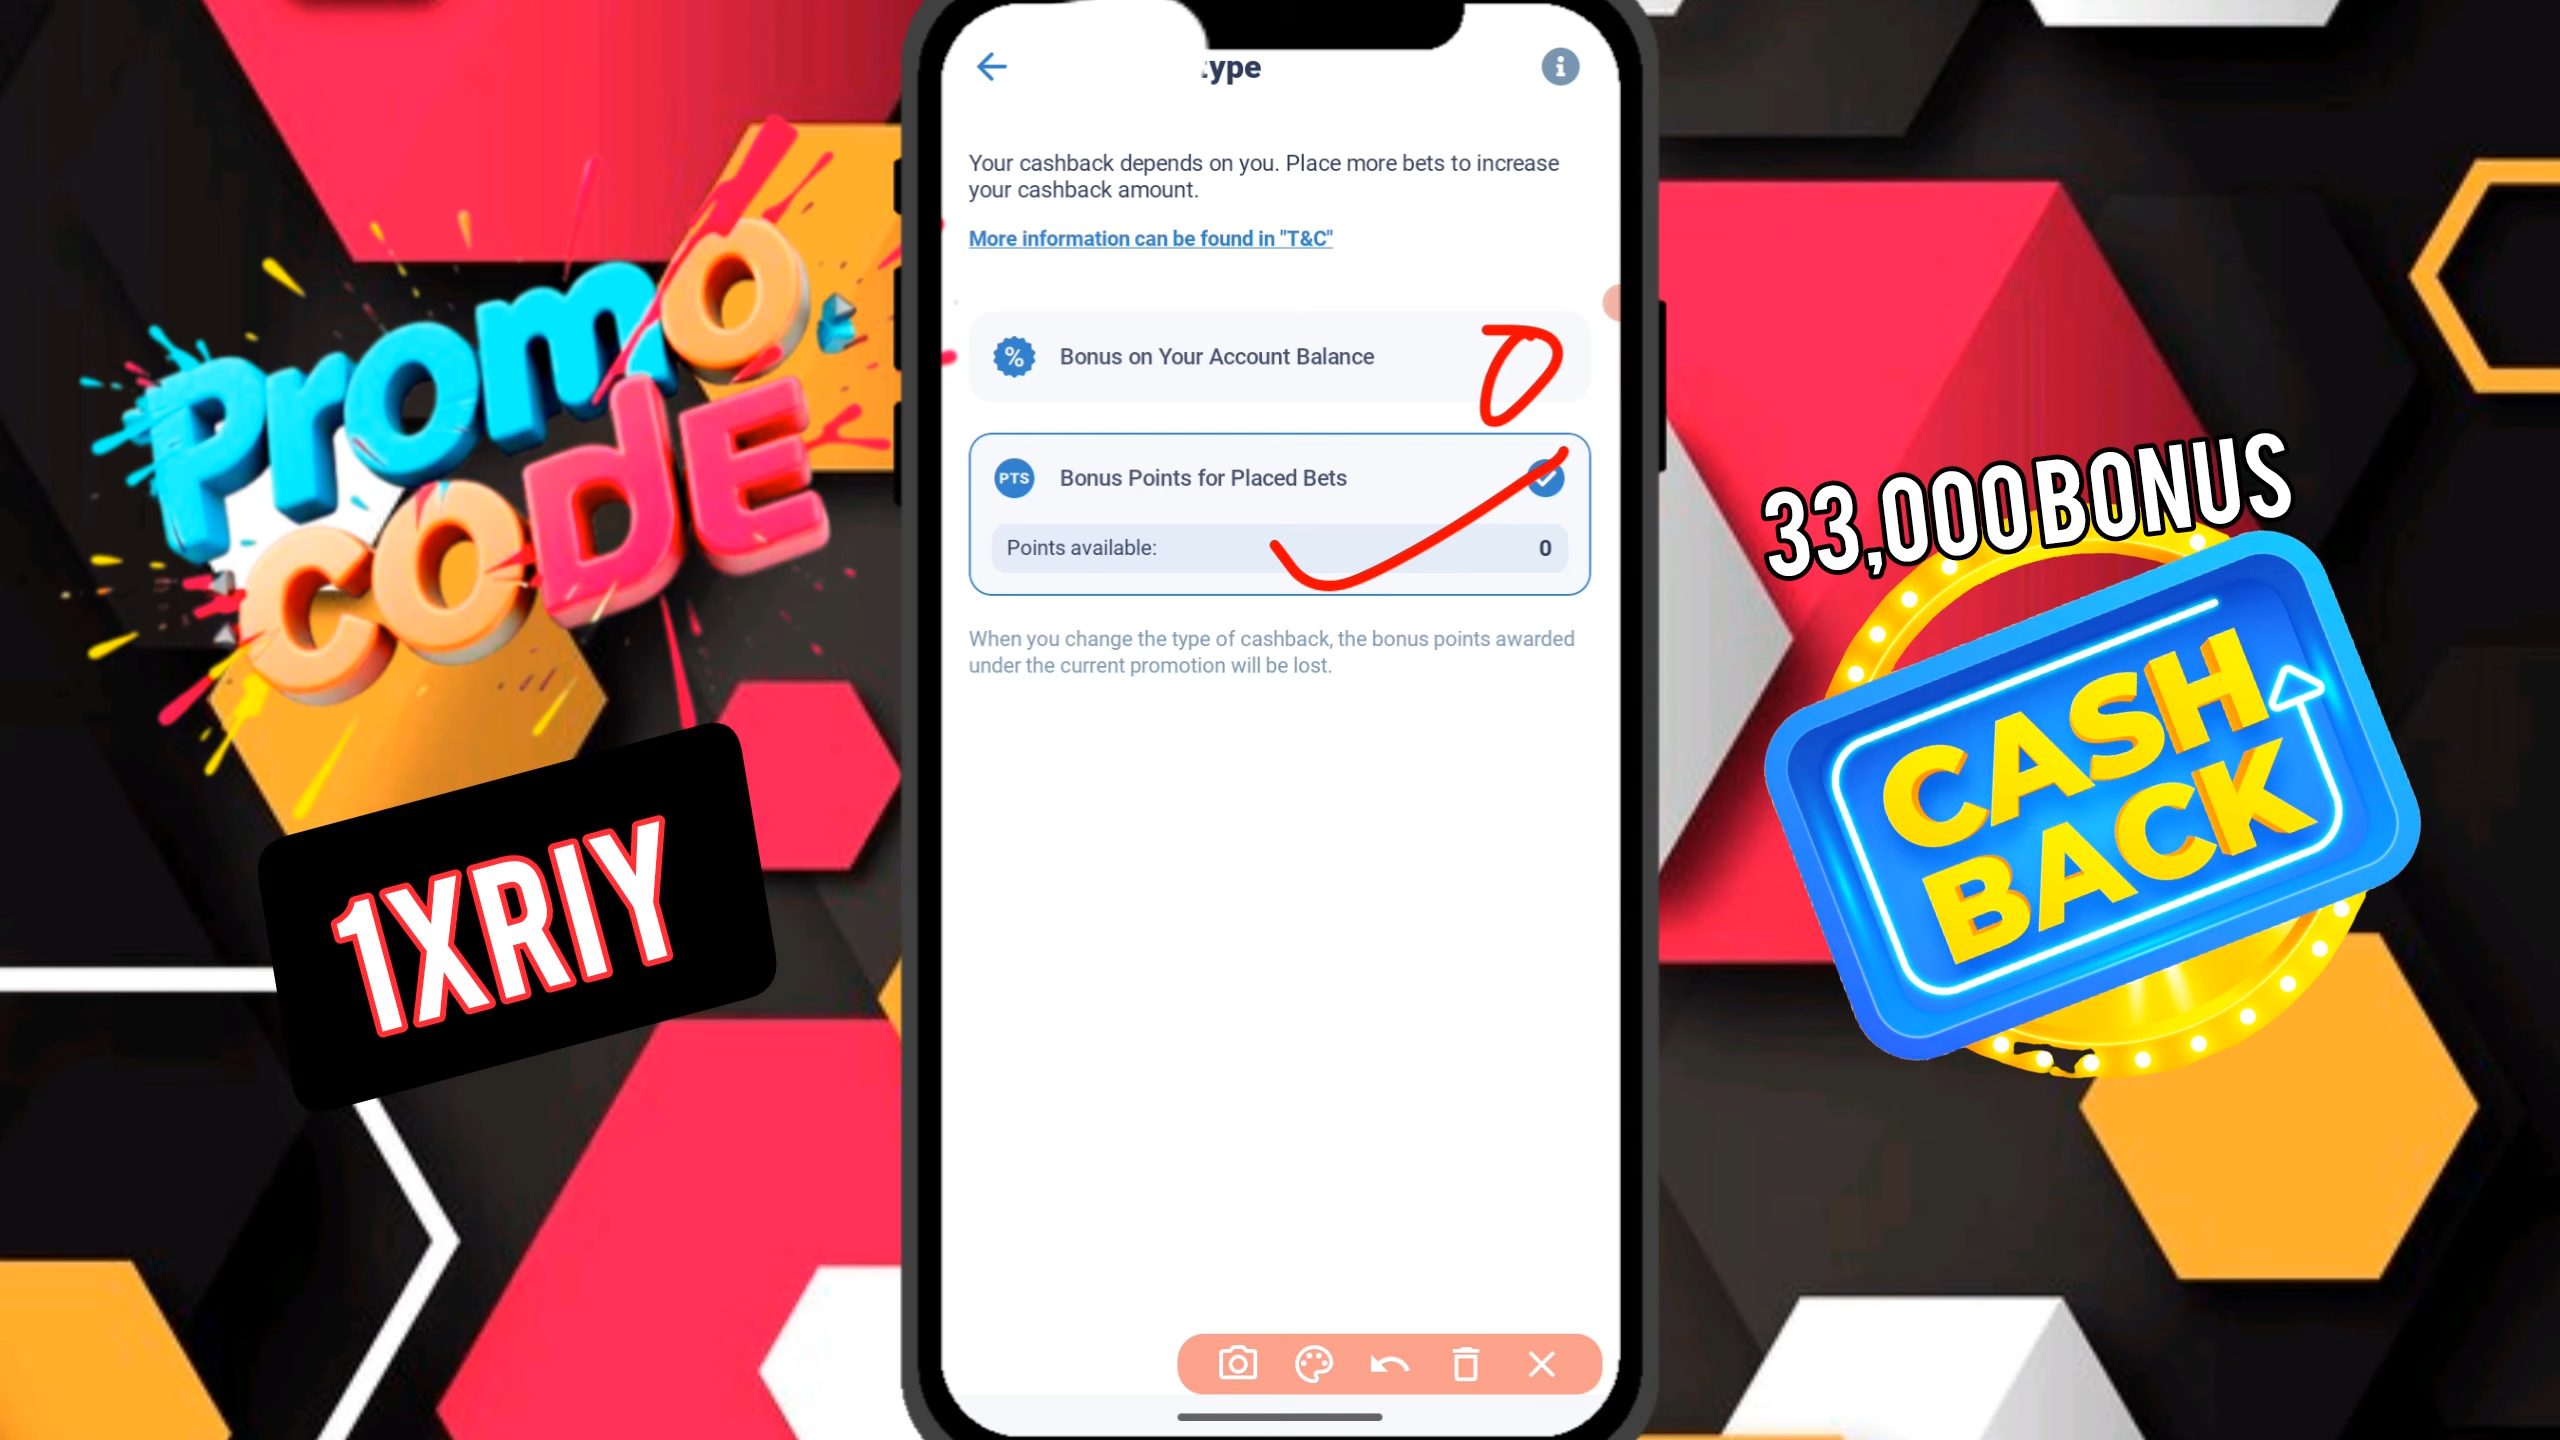 Promo
CODE
1XRIY
type
Your cashback depends on you. Place more bets to increase
your cashback amount.
More information can be found in "T&C"
% Bonus on Your Account Balance
PTS Bonus Points for Placed Bets
Points available: 0
When you change the type of cashback, the bonus points awarded
under the current promotion will be lost.
33,000BONUS
CASH
BACK